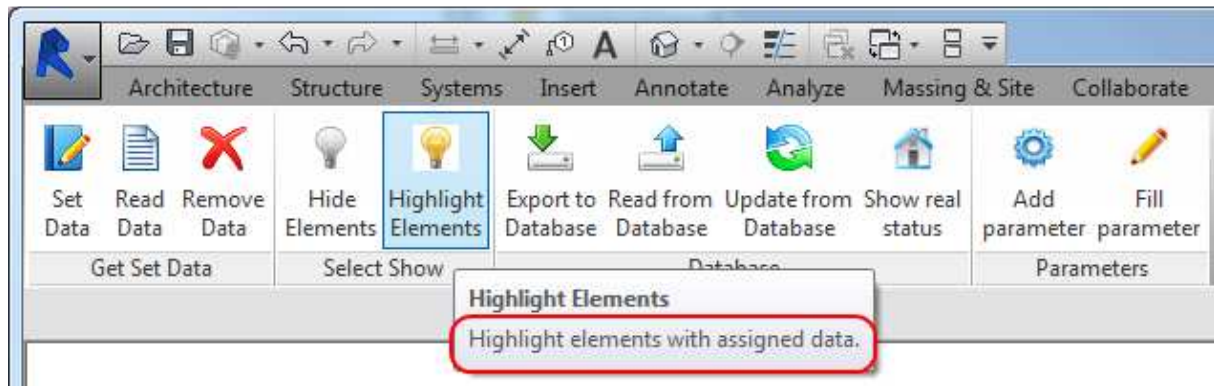 Architecture Structure Systems Insert Annotate Analyze Massing & Site Collaborate
Set Data
Read Data
Remove Data
Hide Elements
Highlight Elements
Export to Database
Read from Database
Update from Database
Show real status
Add parameter
Fill parameter
Get Set Data
Select Show
Database
Parameters
Highlight Elements
Highlight elements with assigned data.